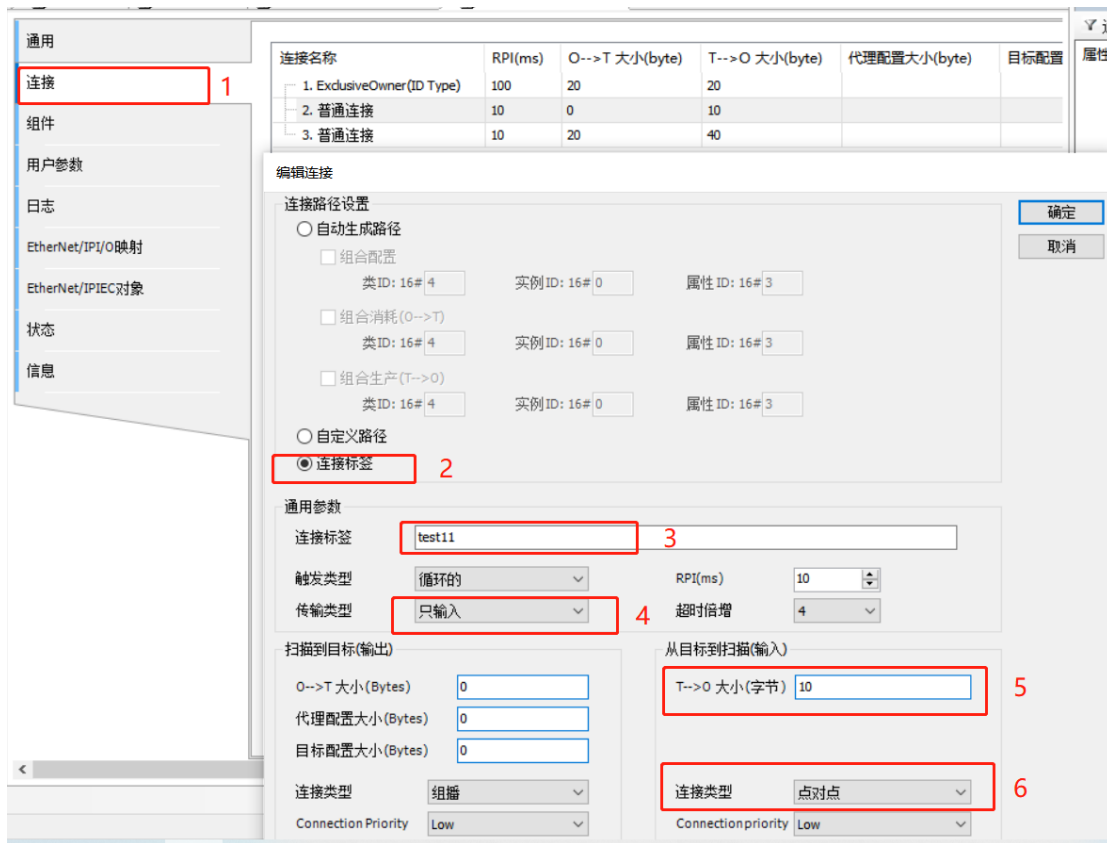 通用
连接
1
组件
用户参数
日志
EtherNet/IPI/O映射
EtherNet/IPIEC对象
状态
信息
连接名称 RPI(ms) O-->T 大小(byte) T-->O 大小(byte) 代理配置大小(byte) 目标配置
1. ExclusiveOwner(ID Type) 100 20 20
2. 普通连接 10 0 10
3. 普通连接 10 20 40
属性
编辑连接
连接路径设置
自动生成路径
组合配置
类ID: 16# 4 实例ID: 16# 0 属性ID: 16# 3
组合消耗(O-->T)
类ID: 16# 4 实例ID: 16# 0 属性ID: 16# 3
组合生产(T-->O)
类ID: 16# 4 实例ID: 16# 0 属性ID: 16# 3
自定义路径
连接标签 2
确定
取消
通用参数
连接标签 test11 3
触发类型 循环的 RPI(ms) 10
传输类型 只输入 4 超时倍增 4
扫描到目标(输出) 从目标到扫描(输入)
O-->T 大小(Bytes) 0 T-->O 大小(字节) 10 5
代理配置大小(Bytes) 0
目标配置大小(Bytes) 0
连接类型 组播 连接类型 点对点 6
Connection Priority Low Connection priority Low